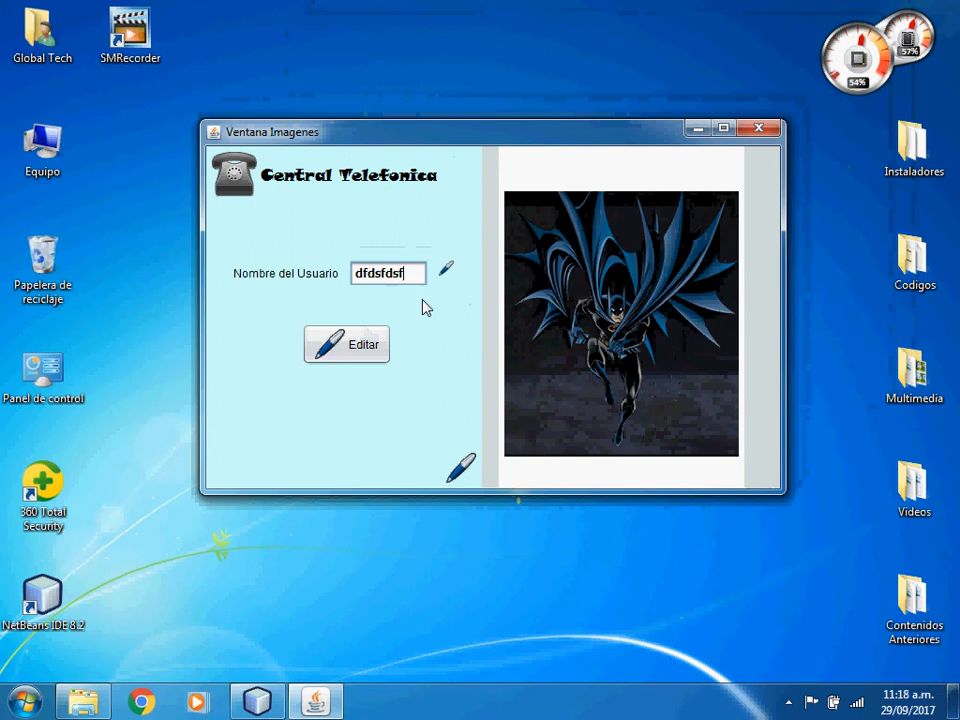 Global Tech
SMRecorder
57%
54%
Equipo
Papelera de
reciclaje
Panel de control
360 Total
Security
NetBeans IDE 8.2
Ventana Imagenes
Central Telefonica
Nombre del Usuario
dfdsfdsf
Editar
Instaladores
Codigos
Multimedia
Videos
Contenidos
Anteriores
11:18 a.m.
29/09/2017